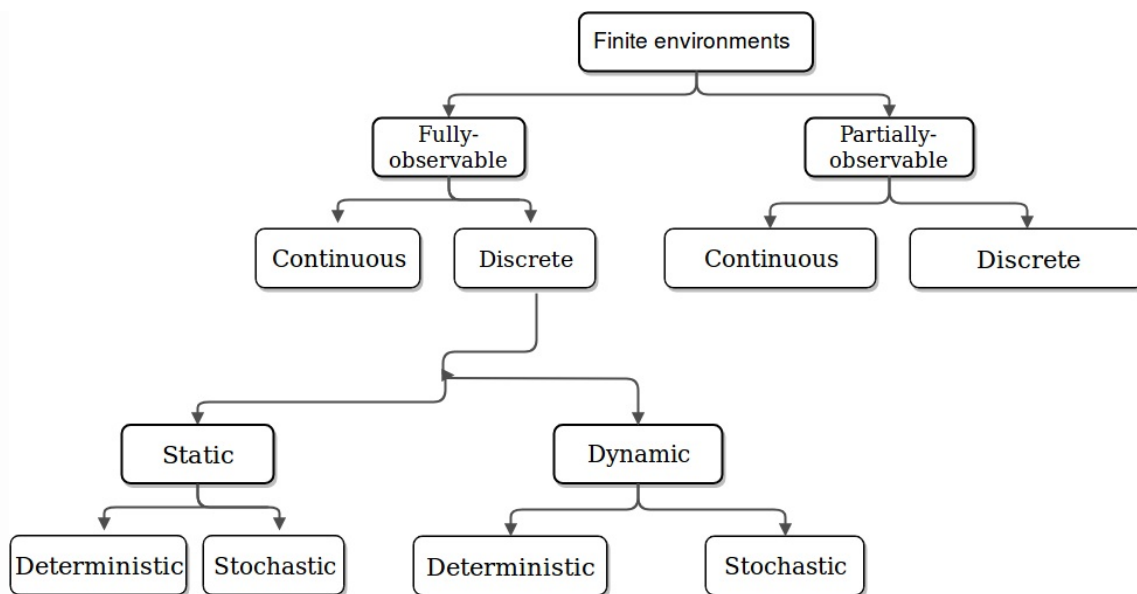 Finite environments
Fully-
observable
Partially-
observable
Continuous
Discrete
Continuous
Discrete
Static
Dynamic
Deterministic
Stochastic
Deterministic
Stochastic